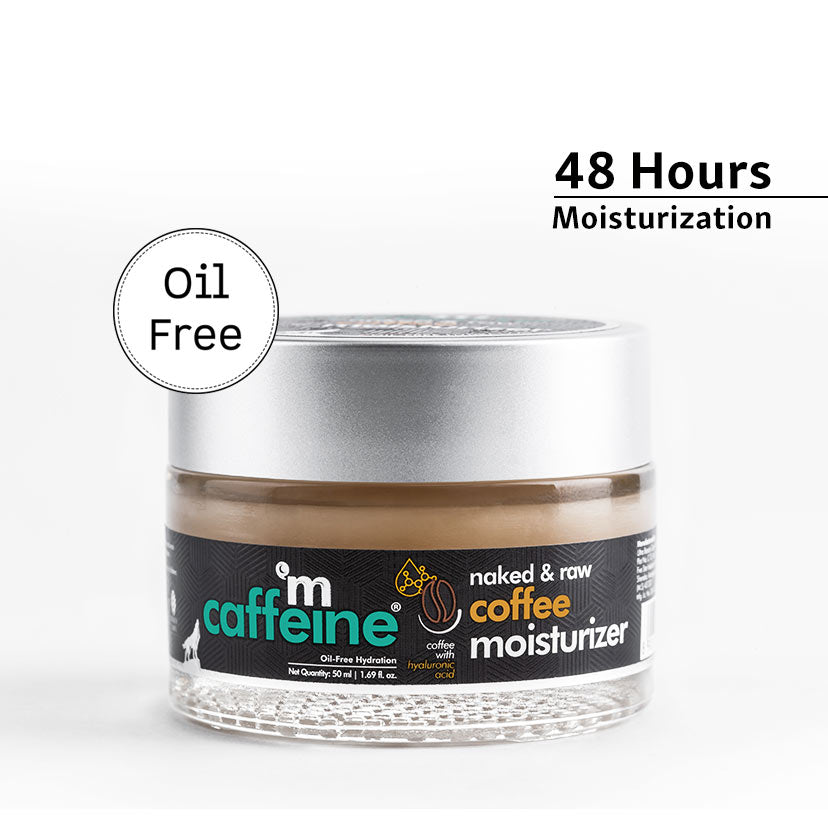 48 Hours
Moisturization
Oil
Free
'm
caffeine®
Oil-Free Hydration
Net Quantity: 50 ml | 1.69 fl. oz.
coffee
with
hyaluronic
acid
naked & raw
coffee
moisturizer